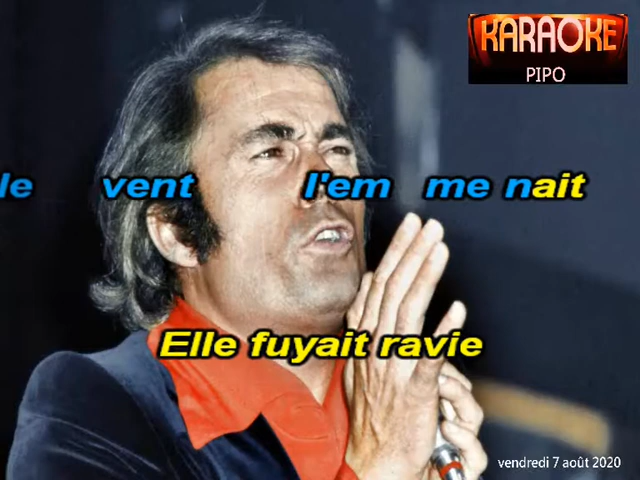 KARAOKE
PIPO
le vent l'em me nait
Elle fuyait ravie
vendredi 7 août 2020